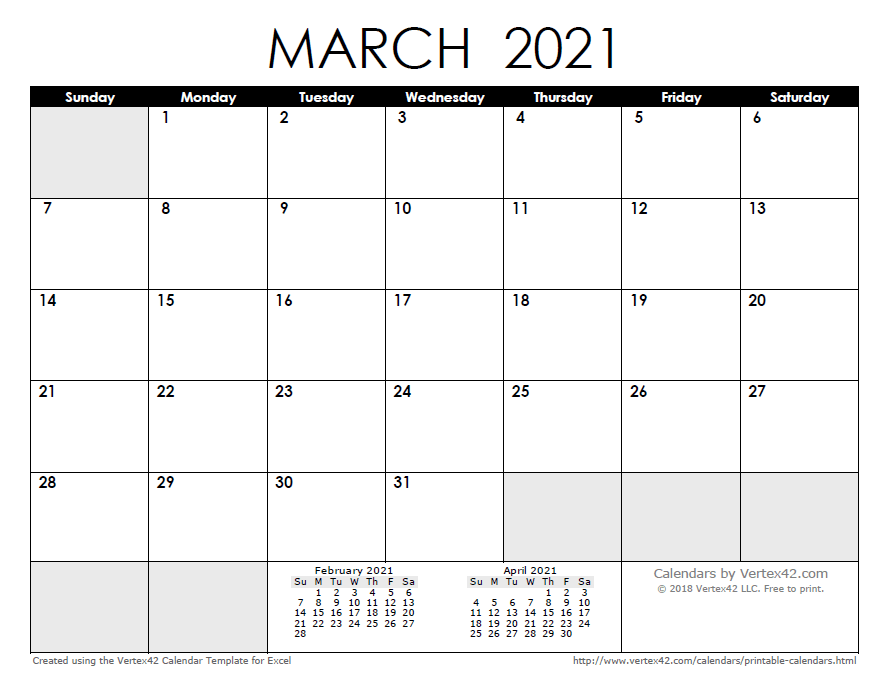 MARCH 2021
Sunday Monday Tuesday Wednesday Thursday Friday Saturday
1 2 3 4 5 6
7 8 9 10 11 12 13
14 15 16 17 18 19 20
21 22 23 24 25 26 27
28 29 30 31
February 2021
Su M Tu W Th F Sa
1 2 3 4 5 6
7 8 9 10 11 12 13
14 15 16 17 18 19 20
21 22 23 24 25 26 27
28
April 2021
Su M Tu W Th F Sa
1 2 3
4 5 6 7 8 9 10
11 12 13 14 15 16 17
18 19 20 21 22 23 24
25 26 27 28 29 30
Calendars by Vertex42.com
© 2018 Vertex42 LLC. Free to print.
Created using the Vertex42 Calendar Template for Excel
http://www.vertex42.com/calendars/printable-calendars.html